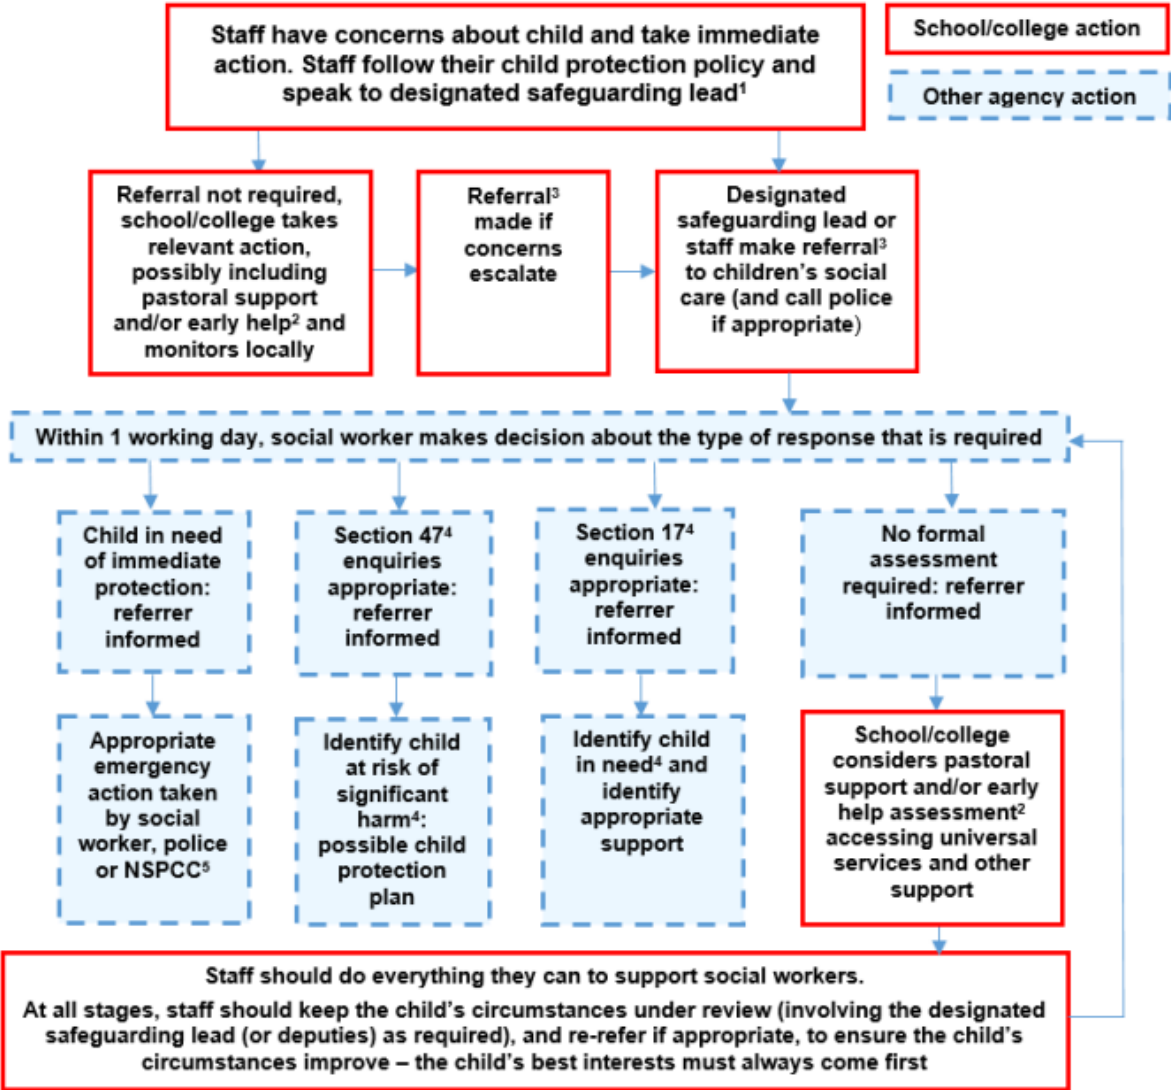 Staff have concerns about child and take immediate
action. Staff follow their child protection policy and
speak to designated safeguarding lead¹
School/college action
Other agency action
Referral not required,
school/college takes
relevant action,
possibly including
pastoral support
and/or early help² and
monitors locally
Referral³
made if
concerns
escalate
Designated
safeguarding lead or
staff make referral³
to children’s social
care (and call police
if appropriate)
Within 1 working day, social worker makes decision about the type of response that is required
Child in need
of immediate
protection:
referrer
informed
Section 47⁴
enquiries
appropriate:
referrer
informed
Section 17⁴
enquiries
appropriate:
referrer
informed
No formal
assessment
required: referrer
informed
Appropriate
emergency
action taken
by social
worker, police
or NSPCC⁵
Identify child
at risk of
significant
harm⁴:
possible child
protection
plan
Identify child
in need⁴ and
identify
appropriate
support
School/college
considers pastoral
support and/or early
help assessment²
accessing universal
services and other
support
Staff should do everything they can to support social workers.
At all stages, staff should keep the child’s circumstances under review (involving the designated
safeguarding lead (or deputies) as required), and re-refer if appropriate, to ensure the child’s
circumstances improve – the child’s best interests must always come first